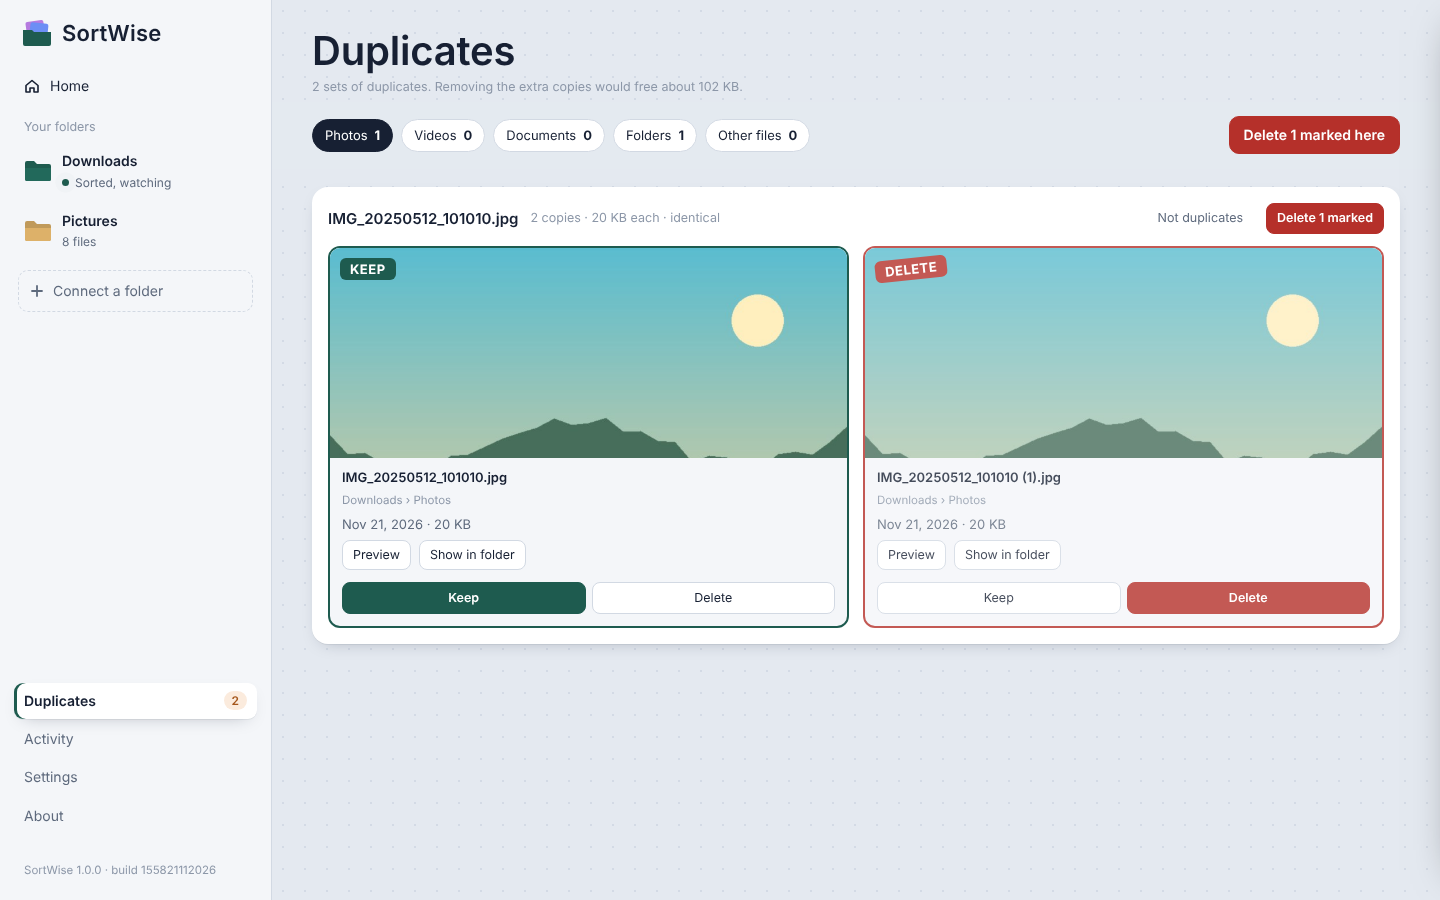 SortWise
Home
Your folders
Downloads
Sorted, watching
Pictures
8 files
Connect a folder
Duplicates 2
Activity
Settings
About
SortWise 1.0.0 · build 155821112026
Duplicates
2 sets of duplicates. Removing the extra copies would free about 102 KB.
Photos 1 Videos 0 Documents 0 Folders 1 Other files 0 Delete 1 marked here
IMG_20250512_101010.jpg 2 copies · 20 KB each · identical Not duplicates Delete 1 marked
KEEP
IMG_20250512_101010.jpg
Downloads › Photos
Nov 21, 2026 · 20 KB
Preview Show in folder
Keep Delete
DELETE
IMG_20250512_101010 (1).jpg
Downloads › Photos
Nov 21, 2026 · 20 KB
Preview Show in folder
Keep Delete